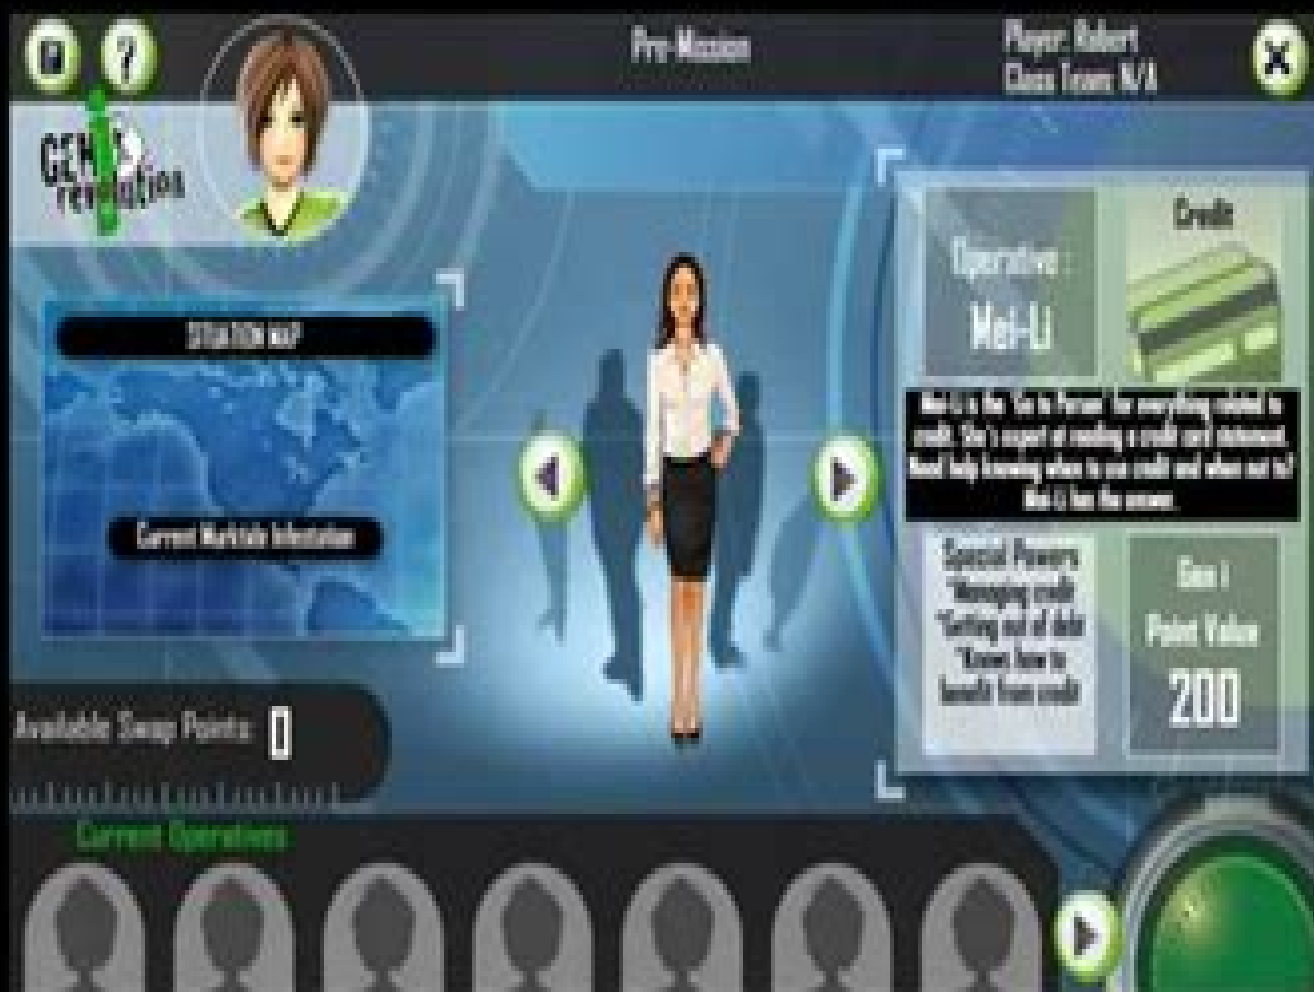 Pre-Mission
Player: Robert
Class Team: N/A
?
X
GEN i
revolution
SITUATION MAP
Current Murktide Infestation
Operative:
Mei-Li
Credit
Mei-Li is the 'Go to Person' for everything related to
credit. She's expert at reading a credit card statement.
Need help knowing when to use credit and when not to?
Mei-Li has the answer.
Special Powers
*Managing credit
*Getting out of debt
*Knows how to
benefit from credit
Gen i
Point Value
200
Available Swap Points: 0
Current Operatives